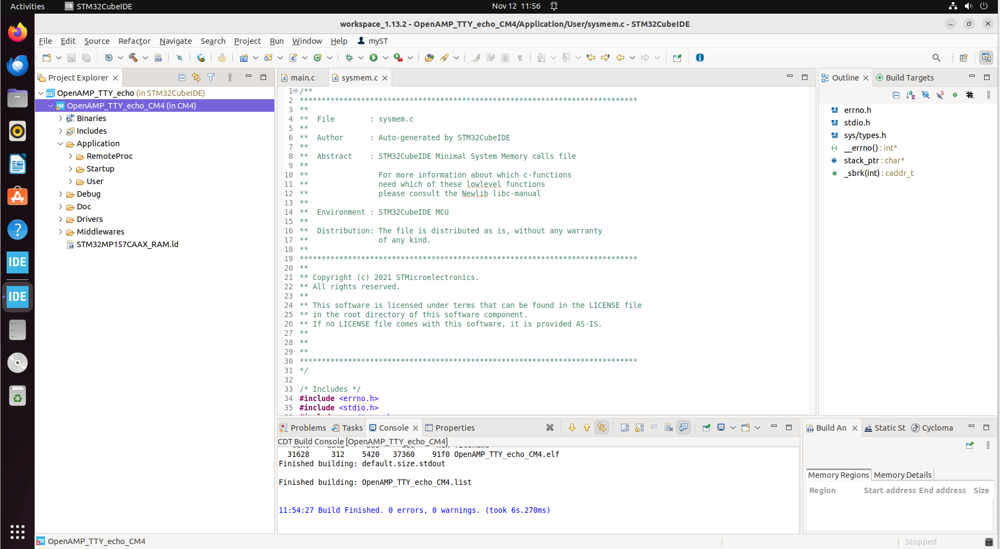 Activities
STM32CubeIDE
Nov 12 11:56
workspace_1.13.2 - OpenAMP_TTY_echo_CM4/Application/User/sysmem.c - STM32CubeIDE
File Edit Source Refactor Navigate Search Project Run Window Help myST
Project Explorer
OpenAMP_TTY_echo (in STM32CubeIDE)
OpenAMP_TTY_echo_CM4 (in CM4)
Binaries
Includes
Application
RemoteProc
Startup
User
Debug
Doc
Drivers
Middlewares
STM32MP157CAAX_RAM.ld
IDE
IDE
main.c
sysmem.c
1 /**
2 *****************************************************************************
3 **
4 **  File        : sysmem.c
5 **
6 **  Author      : Auto-generated by STM32CubeIDE
7 **
8 **  Abstract    : STM32CubeIDE Minimal System Memory calls file
9 **
10 **                For more information about which c-functions
11 **                need which of these lowlevel functions
12 **                please consult the Newlib libc-manual
13 **
14 **  Environment : STM32CubeIDE MCU
15 **
16 **  Distribution: The file is distributed as is, without any warranty
17 **                of any kind.
18 **
19 *****************************************************************************
20 **
21 ** Copyright (c) 2021 STMicroelectronics.
22 ** All rights reserved.
23 **
24 ** This software is licensed under terms that can be found in the LICENSE file
25 ** in the root directory of this software component.
26 ** If no LICENSE file comes with this software, it is provided AS-IS.
27 **
28 **
29 **
30 *****************************************************************************
31 */
32
33 /* Includes */
34 #include <errno.h>
35 #include <stdio.h>
Outline
Build Targets
errno.h
stdio.h
sys/types.h
__errno() : int*
stack_ptr : char*
_sbrk(int) : caddr_t
Problems Tasks Console Properties
CDT Build Console [OpenAMP_TTY_echo_CM4]
31628 312 5420 37360 91f0 OpenAMP_TTY_echo_CM4.elf
Finished building: default.size.stdout
Finished building: OpenAMP_TTY_echo_CM4.list
11:54:27 Build Finished. 0 errors, 0 warnings. (took 6s.270ms)
Build An
Static St
Cycloma
Memory Regions
Memory Details
Region Start address End address Size
OpenAMP_TTY_echo_CM4
Stopped